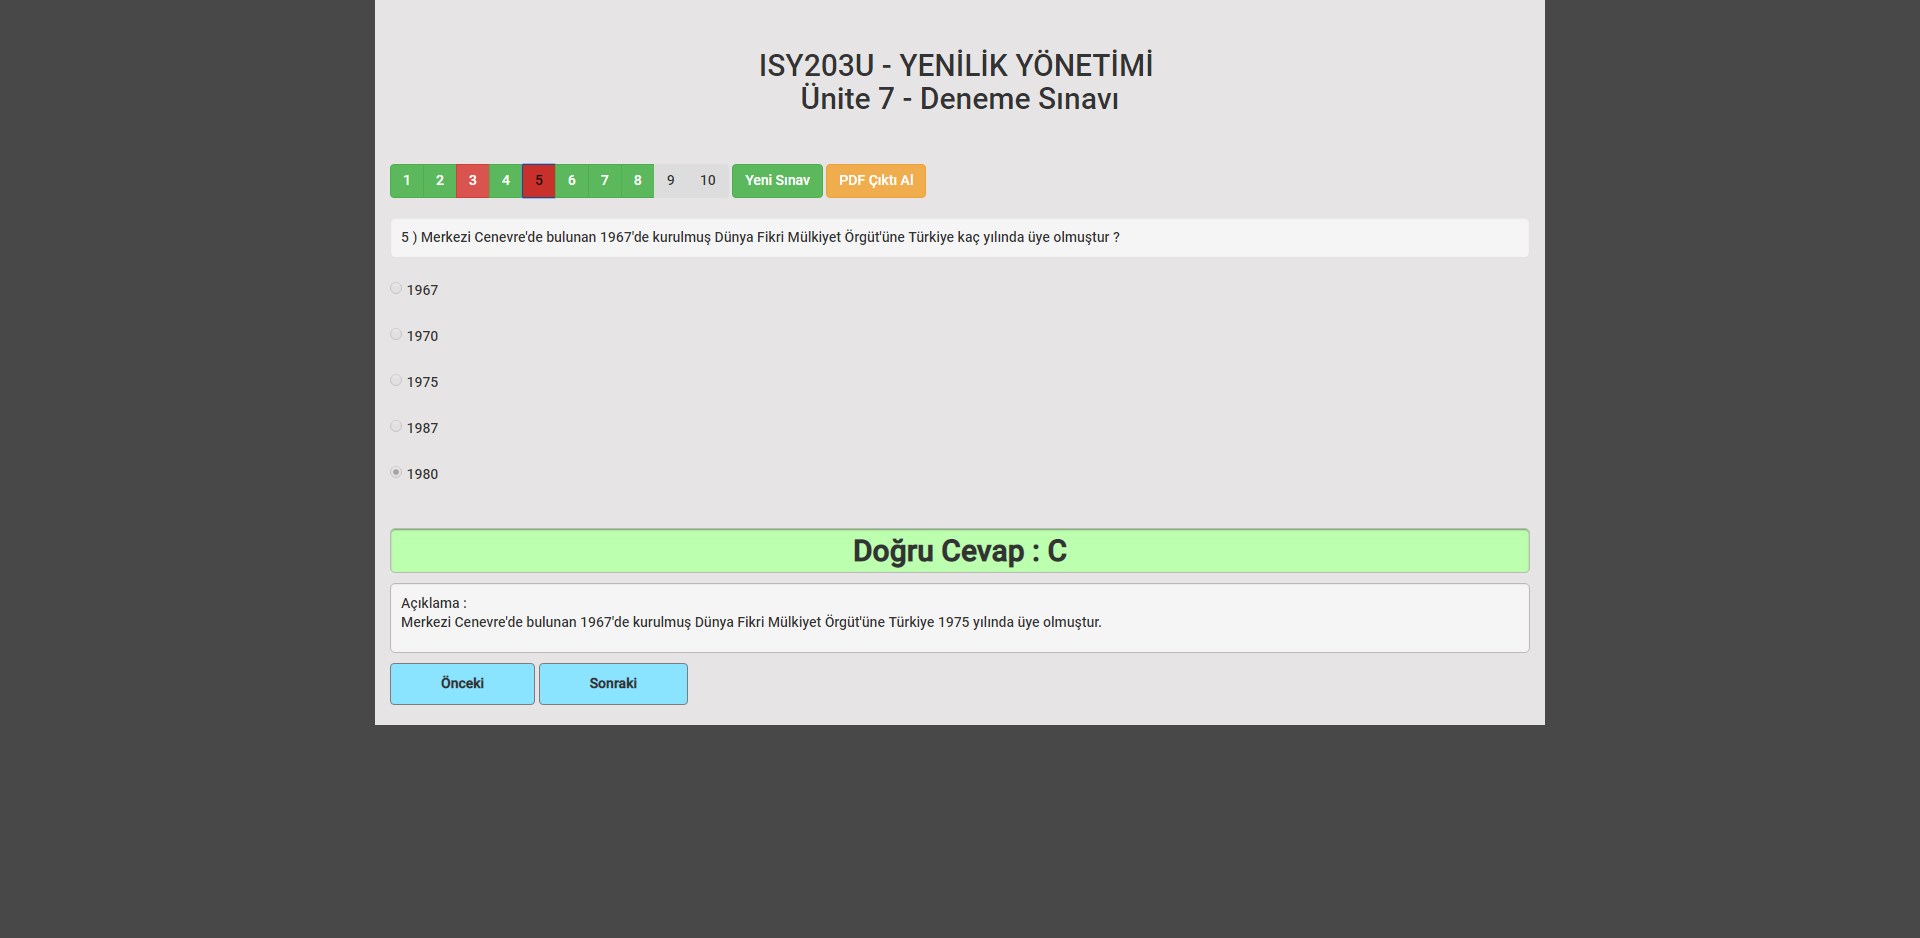 ISY203U - YENİLİK YÖNETİMİ
Ünite 7 - Deneme Sınavı
1 2 3 4 5 6 7 8 9 10 Yeni Sınav PDF Çıktı Al
5 ) Merkezi Cenevre'de bulunan 1967'de kurulmuş Dünya Fikri Mülkiyet Örgüt'üne Türkiye kaç yılında üye olmuştur ?
1967
1970
1975
1987
1980
Doğru Cevap : C
Açıklama :
Merkezi Cenevre'de bulunan 1967'de kurulmuş Dünya Fikri Mülkiyet Örgüt'üne Türkiye 1975 yılında üye olmuştur.
Önceki Sonraki